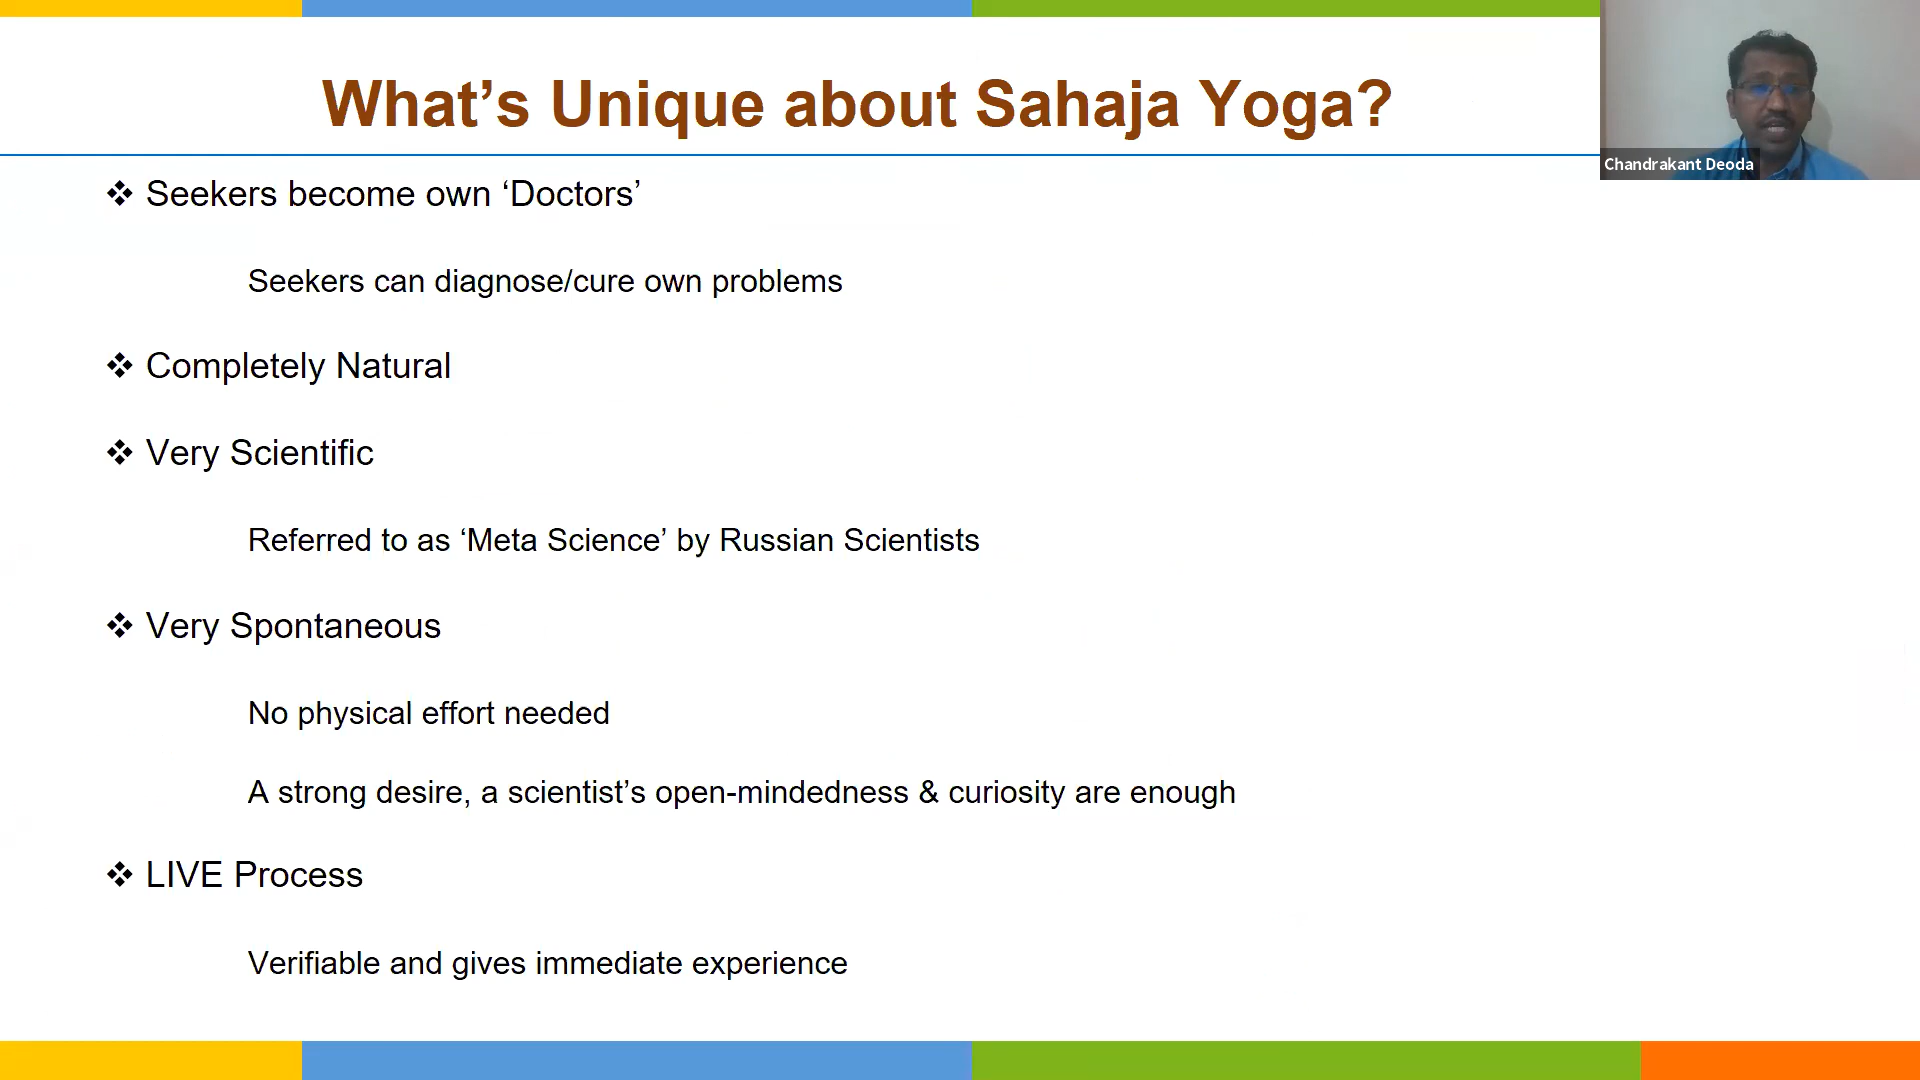 What’s Unique about Sahaja Yoga?
Chandrakant Deoda
❖ Seekers become own ‘Doctors’
Seekers can diagnose/cure own problems
❖ Completely Natural
❖ Very Scientific
Referred to as ‘Meta Science’ by Russian Scientists
❖ Very Spontaneous
No physical effort needed
A strong desire, a scientist’s open-mindedness & curiosity are enough
❖ LIVE Process
Verifiable and gives immediate experience